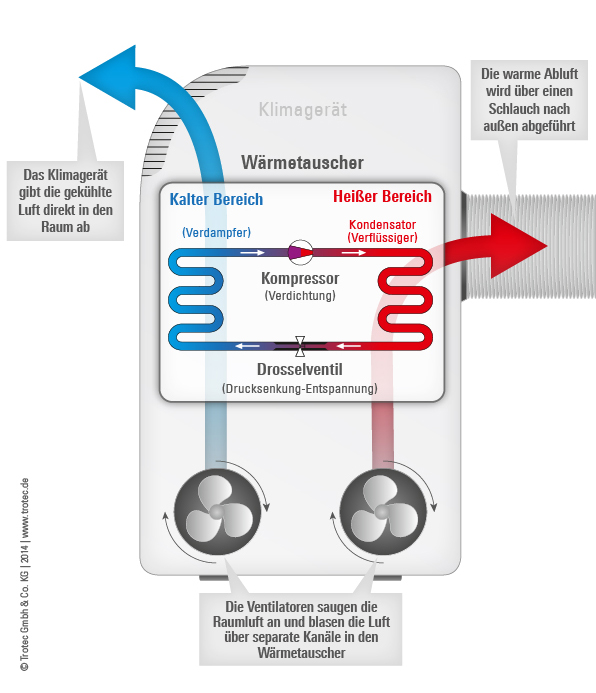 Klimagerät
Die warme Abluft
wird über einen
Schlauch nach
außen abgeführt
Das Klimagerät
gibt die gekühlte
Luft direkt in den
Raum ab
Wärmetauscher
Kalter Bereich
Heißer Bereich
(Verdampfer)
Kondensator
(Verflüssiger)
Kompressor
(Verdichtung)
Drosselventil
(Drucksenkung-Entspannung)
Die Ventilatoren saugen die
Raumluft an und blasen die Luft
über separate Kanäle in den
Wärmetauscher
© Trotec Gmbh & Co. KG | 2014 | www.trotec.de